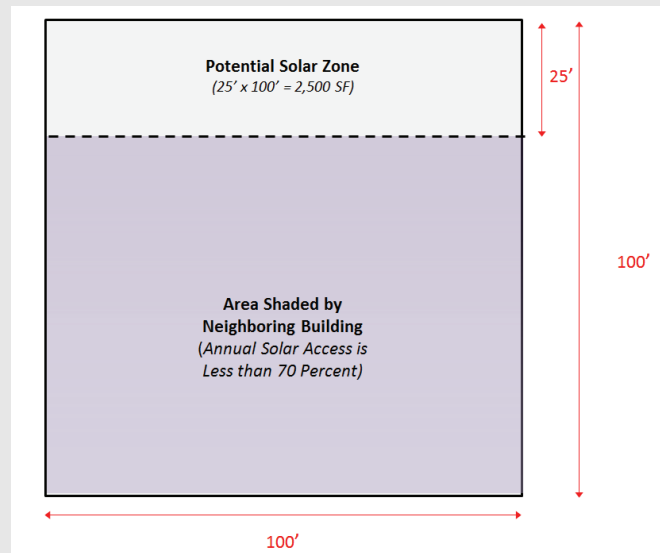 Potential Solar Zone
(25′ x 100′ = 2,500 SF)
25′
100′
Area Shaded by
Neighboring Building
(Annual Solar Access is
Less than 70 Percent)
100′